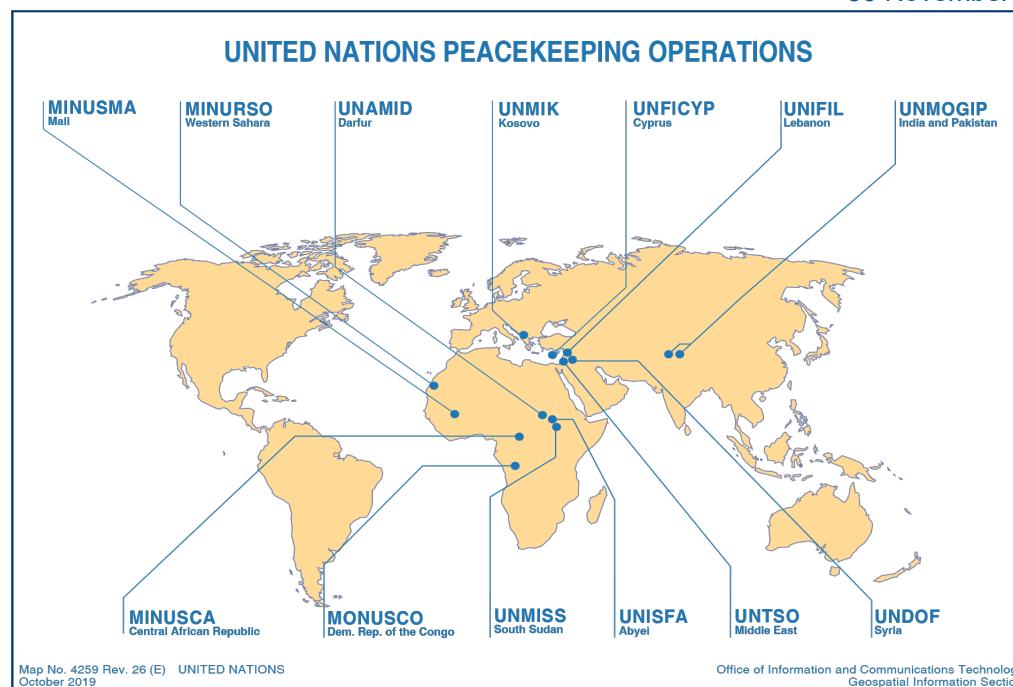 UNITED NATIONS PEACEKEEPING OPERATIONS
MINUSMA
Mali
MINURSO
Western Sahara
UNAMID
Darfur
UNMIK
Kosovo
UNFICYP
Cyprus
UNIFIL
Lebanon
UNMOGIP
India and Pakistan
MINUSCA
Central African Republic
MONUSCO
Dem. Rep. of the Congo
UNMISS
South Sudan
UNISFA
Abyei
UNTSO
Middle East
UNDOF
Syria
Map No. 4259 Rev. 26 (E) UNITED NATIONS
October 2019
Office of Information and Communications Technolog
Geospatial Information Sectio